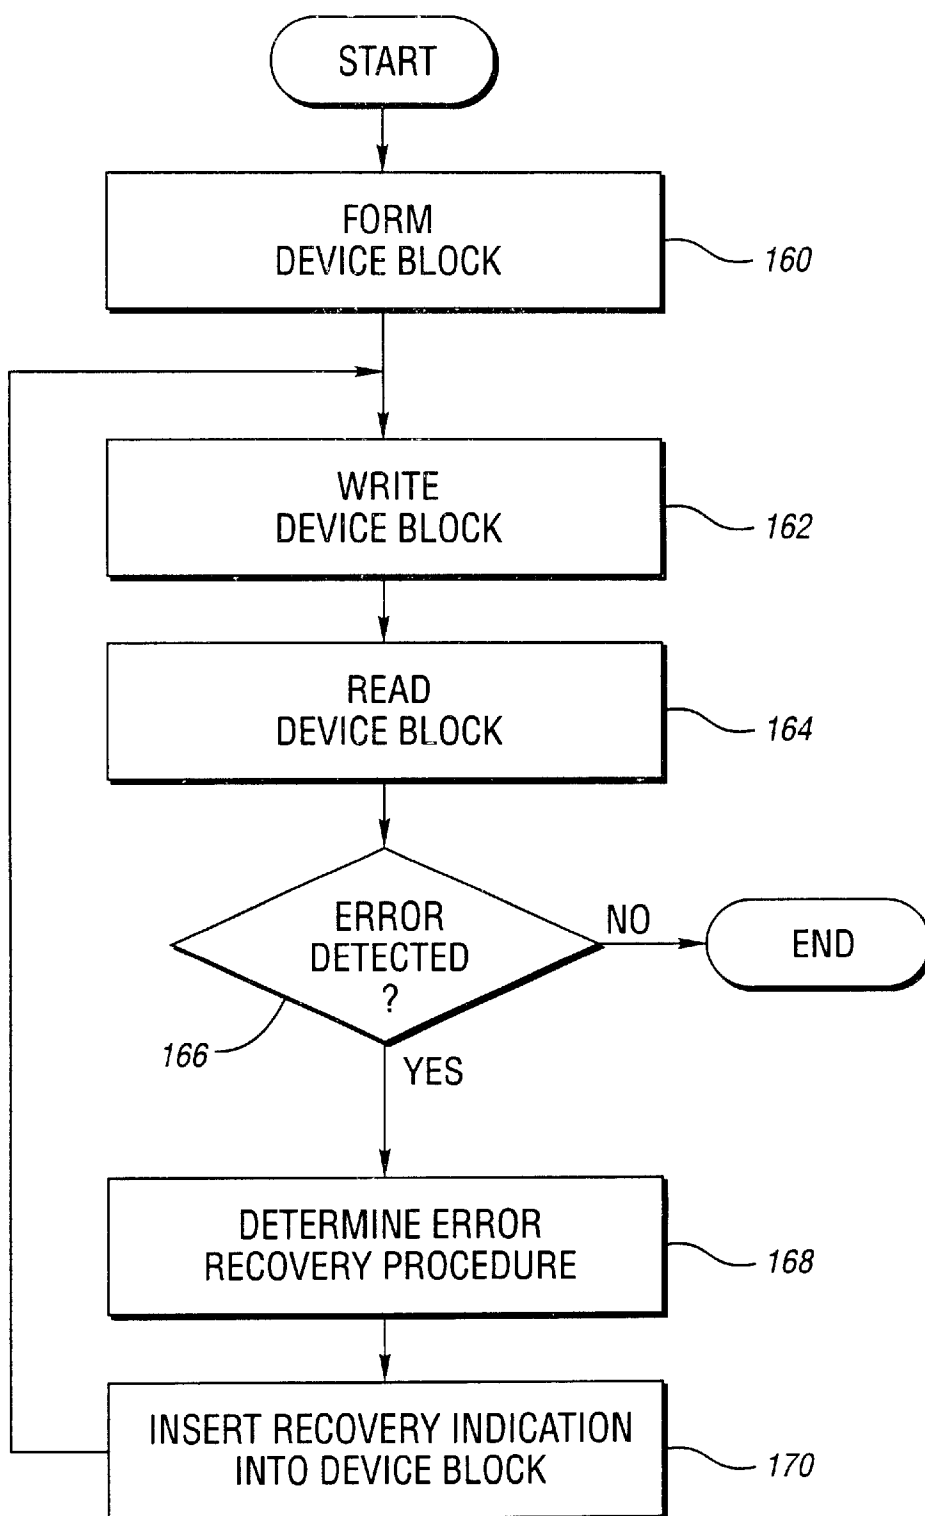 START
FORM
DEVICE BLOCK
160
WRITE
DEVICE BLOCK
162
READ
DEVICE BLOCK
164
ERROR
DETECTED
?
NO
END
166
YES
DETERMINE ERROR
RECOVERY PROCEDURE
168
INSERT RECOVERY INDICATION
INTO DEVICE BLOCK
170